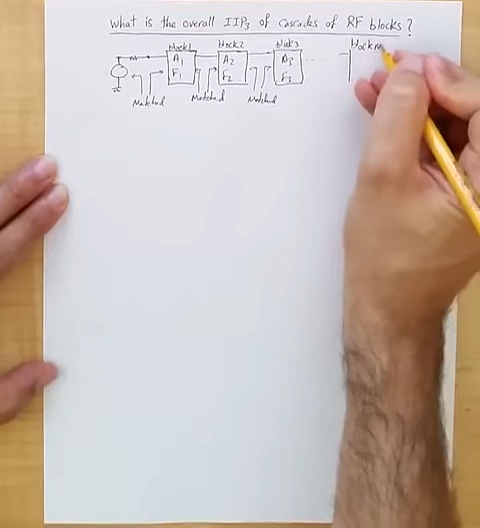 What is the overall IIP3 of cascades of RF blocks?
block1 block2 block3 block
A1 A2 A3
F1 F2 F3
Matched Matched Matched